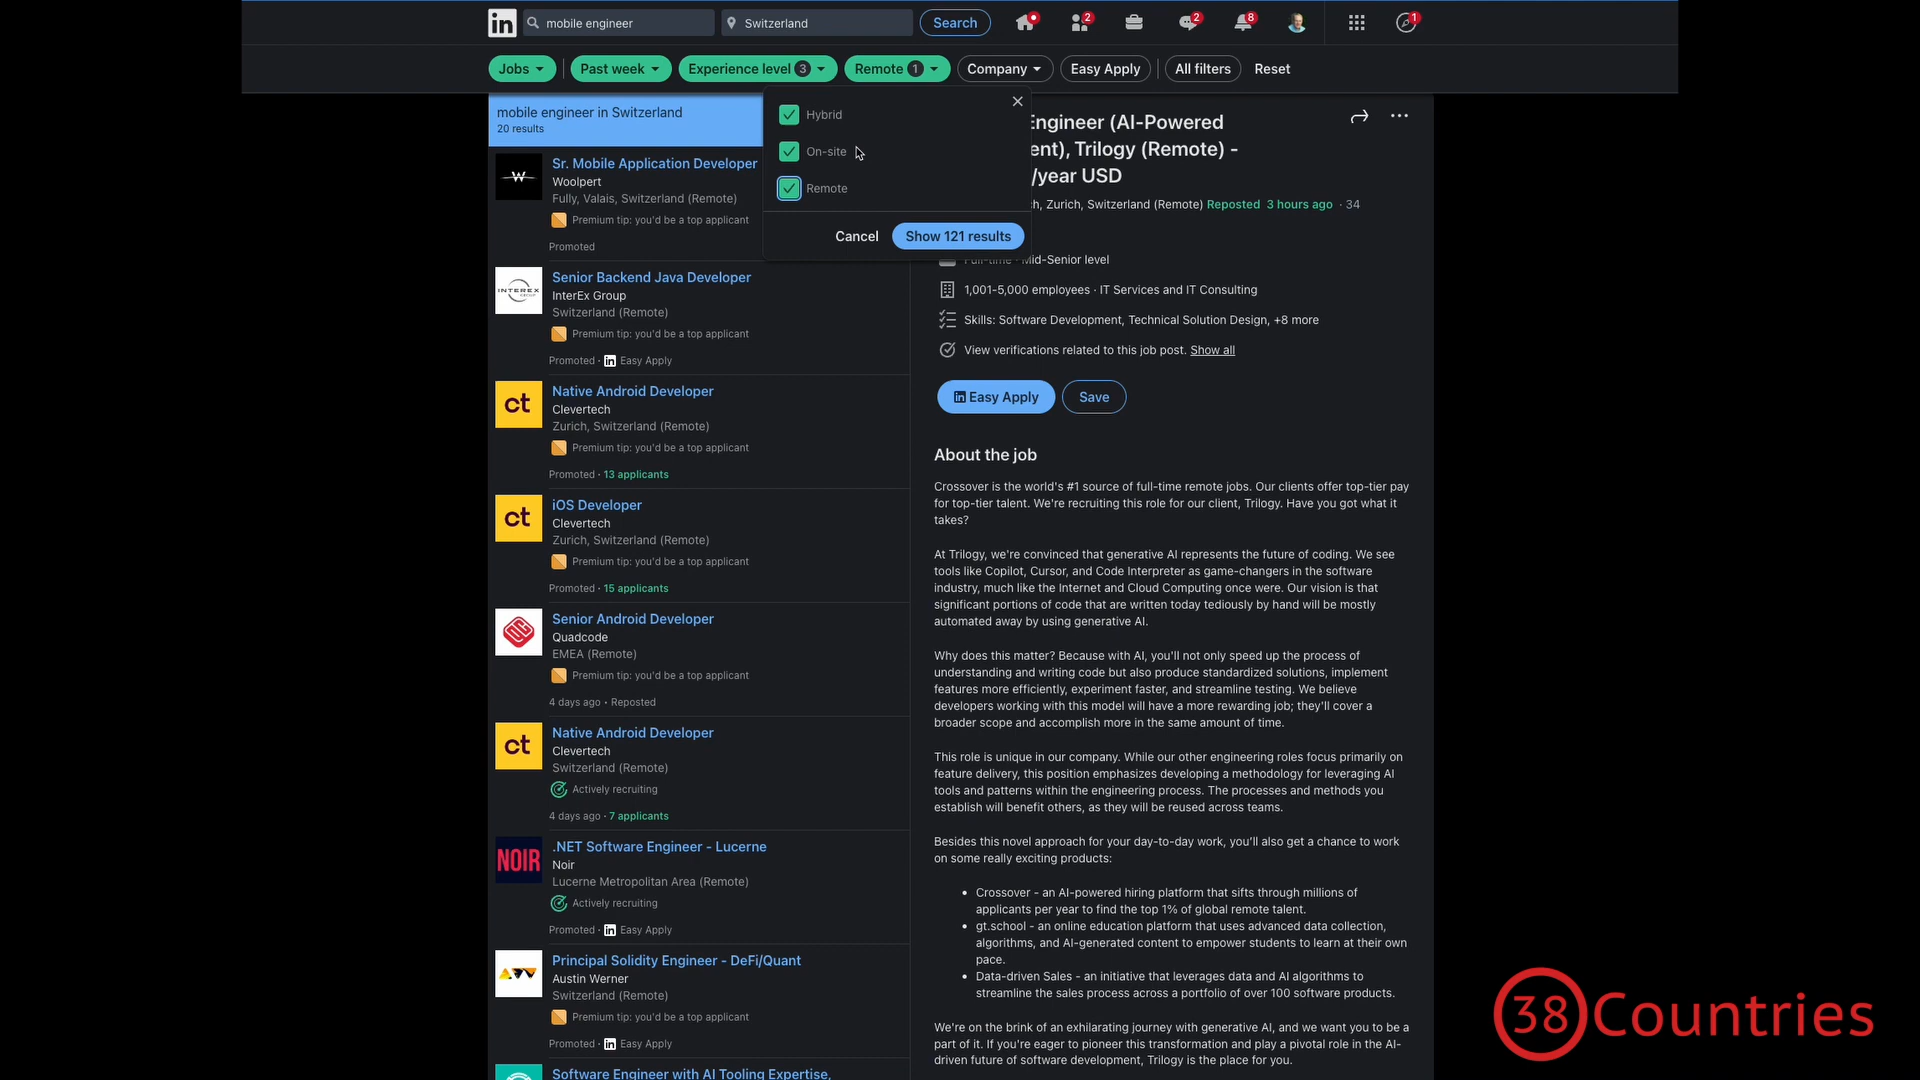 in mobile engineer Switzerland Search 2 2 8 1
Jobs Past week Experience level 3 Remote 1 Company Easy Apply All filters Reset
mobile engineer in Switzerland
20 results
Sr. Mobile Application Developer
W Woolpert
Fully, Valais, Switzerland (Remote)
Premium tip: you'd be a top applicant
Promoted
Senior Backend Java Developer
INTEREX InterEx Group
Switzerland (Remote)
Premium tip: you'd be a top applicant
Promoted · in Easy Apply
Native Android Developer
ct Clevertech
Zurich, Switzerland (Remote)
Premium tip: you'd be a top applicant
Promoted · 13 applicants
iOS Developer
ct Clevertech
Zurich, Switzerland (Remote)
Premium tip: you'd be a top applicant
Promoted · 15 applicants
Senior Android Developer
Quadcode
EMEA (Remote)
Premium tip: you'd be a top applicant
4 days ago · Reposted
Native Android Developer
ct Clevertech
Switzerland (Remote)
Actively recruiting
4 days ago · 7 applicants
.NET Software Engineer - Lucerne
NOIR Noir
Lucerne Metropolitan Area (Remote)
Actively recruiting
Promoted · in Easy Apply
Principal Solidity Engineer - DeFi/Quant
Austin Werner
Switzerland (Remote)
Premium tip: you'd be a top applicant
Promoted · in Easy Apply
Software Engineer with AI Tooling Expertise,
Hybrid
On-site
Remote
Cancel Show 121 results
Engineer (AI-Powered
ent), Trilogy (Remote) -
/year USD
h, Zurich, Switzerland (Remote) Reposted 3 hours ago · 34
Full-time · Mid-Senior level
1,001-5,000 employees · IT Services and IT Consulting
Skills: Software Development, Technical Solution Design, +8 more
View verifications related to this job post. Show all
in Easy Apply Save
About the job
Crossover is the world's #1 source of full-time remote jobs. Our clients offer top-tier pay
for top-tier talent. We're recruiting this role for our client, Trilogy. Have you got what it
takes?
At Trilogy, we're convinced that generative AI represents the future of coding. We see
tools like Copilot, Cursor, and Code Interpreter as game-changers in the software
industry, much like the Internet and Cloud Computing once were. Our vision is that
significant portions of code that are written today tediously by hand will be mostly
automated away by using generative AI.
Why does this matter? Because with AI, you'll not only speed up the process of
understanding and writing code but also produce standardized solutions, implement
features more efficiently, experiment faster, and streamline testing. We believe
developers working with this model will have a more rewarding job; they'll cover a
broader scope and accomplish more in the same amount of time.
This role is unique in our company. While our other engineering roles focus primarily on
feature delivery, this position emphasizes developing a methodology for leveraging AI
tools and patterns within the engineering process. The processes and methods you
establish will benefit others, as they will be reused across teams.
Besides this novel approach for your day-to-day work, you'll also get a chance to work
on some really exciting products:
• Crossover - an AI-powered hiring platform that sifts through millions of
applicants per year to find the top 1% of global remote talent.
• gt.school - an online education platform that uses advanced data collection,
algorithms, and AI-generated content to empower students to learn at their own
pace.
• Data-driven Sales - an initiative that leverages data and AI algorithms to
streamline the sales process across a portfolio of over 100 software products.
We're on the brink of an exhilarating journey with generative AI, and we want you to be a
part of it. If you're eager to pioneer this transformation and play a pivotal role in the AI-
driven future of software development, Trilogy is the place for you.
38 Countries